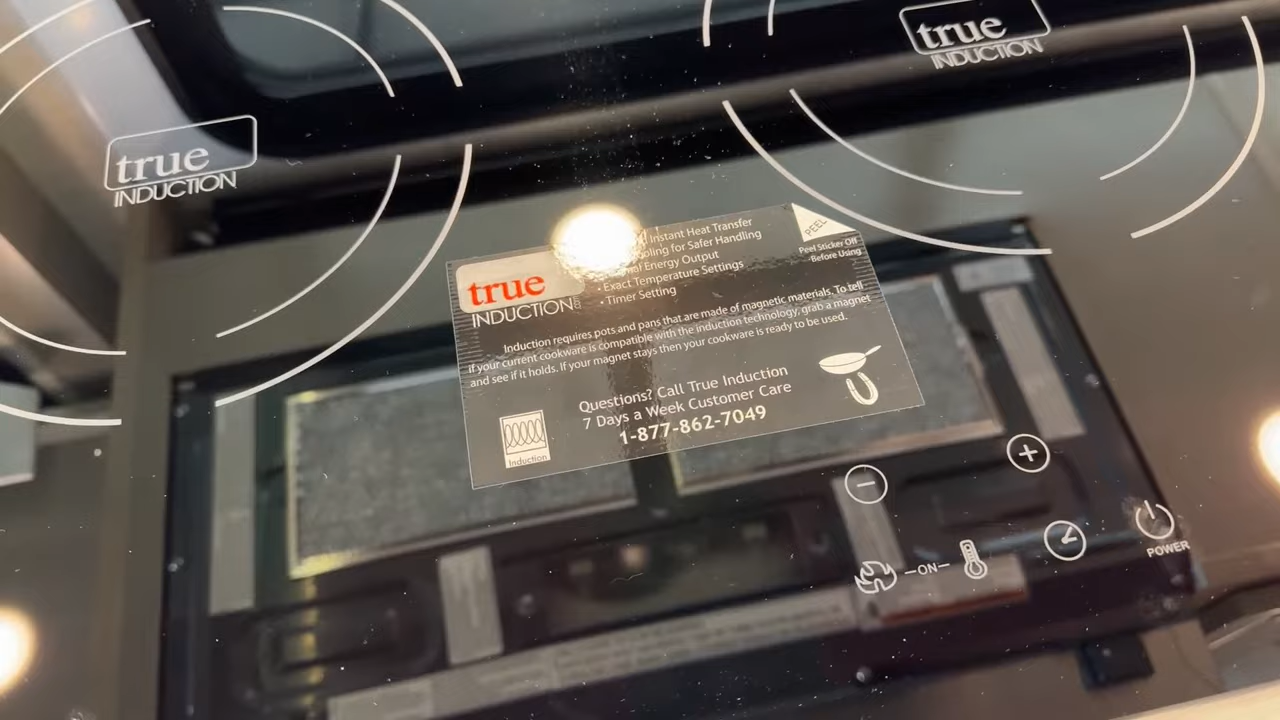 true
INDUCTION
true
INDUCTION
Instant Heat Transfer
for Safer Handling
Energy Output
• Exact Temperature Settings
• Timer Setting
PEEL
Peel Sticker Off
Before Using
true
INDUCTION
Induction requires pots and pans that are made of magnetic materials. To tell
if your current cookware is compatible with the induction technology, grab a magnet
and see if it holds. If your magnet stays then your cookware is ready to be used.
Questions? Call True Induction
7 Days a Week Customer Care
1-877-862-7049
Induction
–ON–
POWER